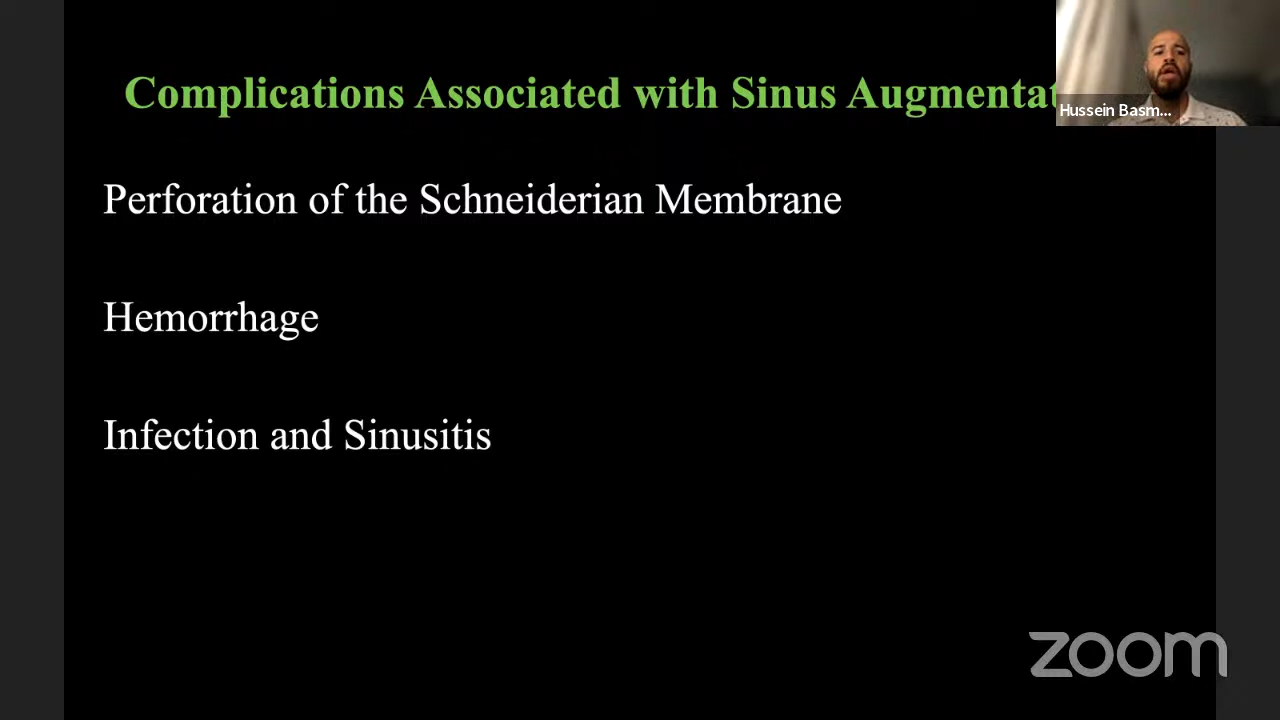 Complications Associated with Sinus Augmentat
Hussein Basm...
Perforation of the Schneiderian Membrane
Hemorrhage
Infection and Sinusitis
zoom